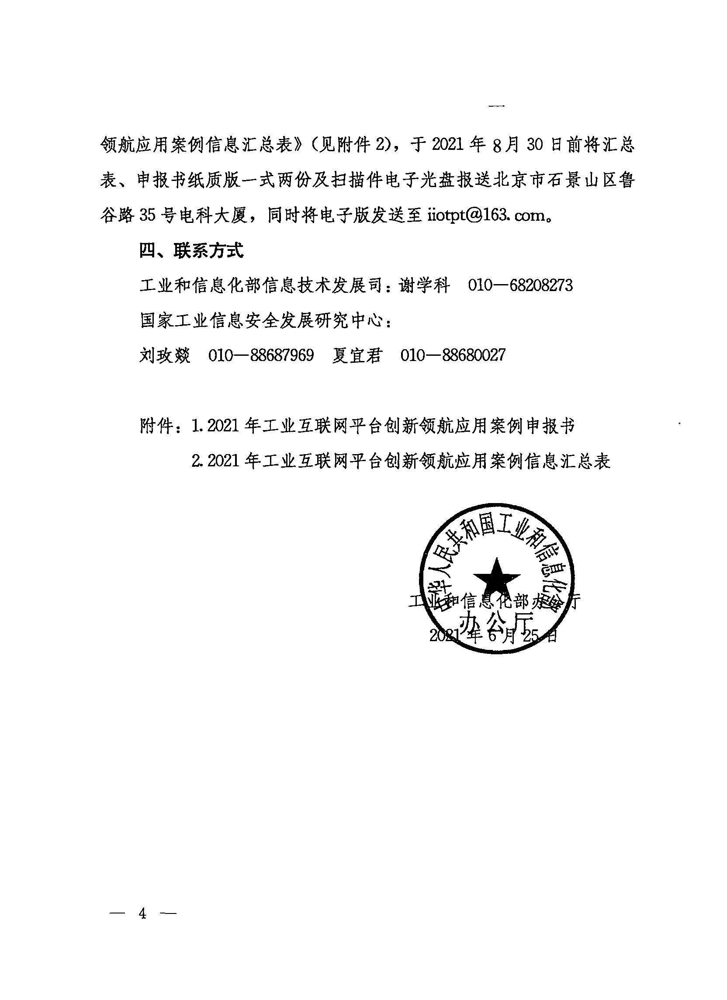 领航应用案例信息汇总表》（见附件 2），于 2021 年 8 月 30 日前将汇总
表、申报书纸质版一式两份及扫描件电子光盘报送北京市石景山区鲁
谷路 35 号电科大厦，同时将电子版发送至 iiotpt@163.com。
四、联系方式
工业和信息化部信息技术发展司：谢学科 010—68208273
国家工业信息安全发展研究中心：
刘玫燚 010—88687969 夏宜君 010—88680027
附件：1.2021 年工业互联网平台创新领航应用案例申报书
2.2021 年工业互联网平台创新领航应用案例信息汇总表
中华人民共和国工业和信息化部
办公厅
工业和信息化部办公厅
2021 年 6 月 25 日
— 4 —